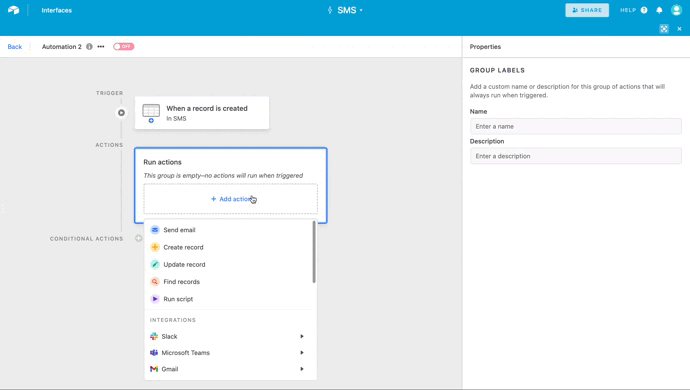 Interfaces
SMS
SHARE
HELP
Back
Automation 2
OFF
Properties
TRIGGER
When a record is created
in SMS
ACTIONS
Run actions
This group is empty–no actions will run when triggered
+ Add action
CONDITIONAL ACTIONS
Send email
Create record
Update record
Find records
Run script
INTEGRATIONS
Slack
Microsoft Teams
Gmail
GROUP LABELS
Add a custom name or description for this group of actions that will
always run when triggered.
Name
Enter a name
Description
Enter a description